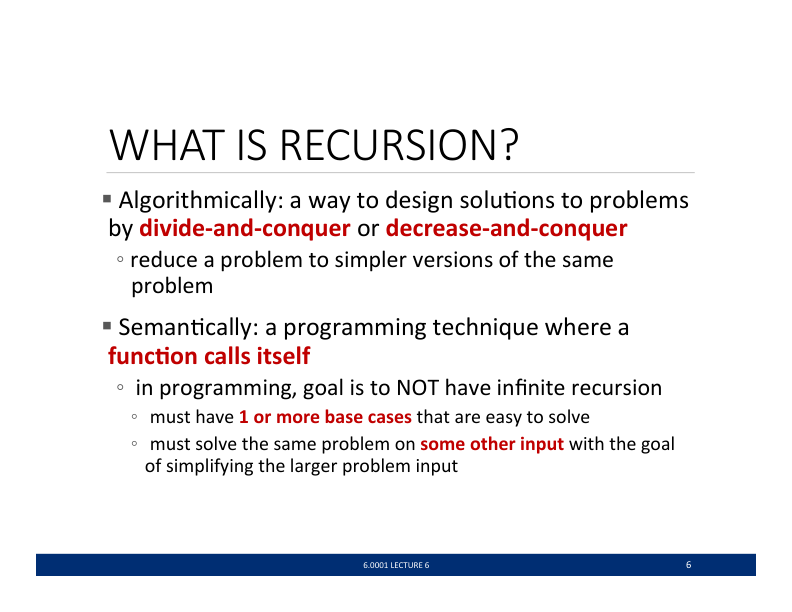 WHAT IS RECURSION?
▪ Algorithmically: a way to design solutions to problems
by divide-and-conquer or decrease-and-conquer
◦ reduce a problem to simpler versions of the same
problem
▪ Semantically: a programming technique where a
function calls itself
◦ in programming, goal is to NOT have infinite recursion
◦ must have 1 or more base cases that are easy to solve
◦ must solve the same problem on some other input with the goal
of simplifying the larger problem input
6.0001 LECTURE 6
6